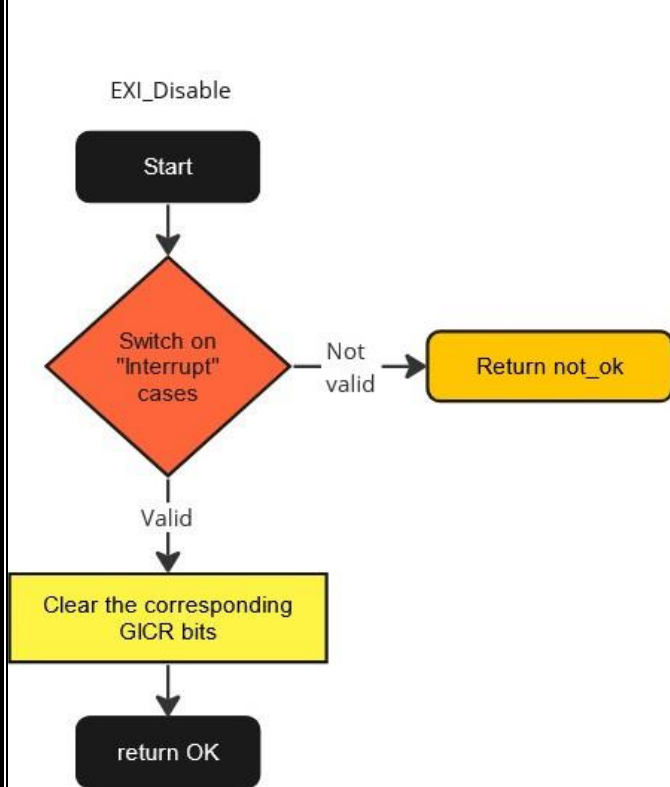 EXI_Disable
Start
Switch on
"Interrupt"
cases
Not
valid
Return not_ok
Valid
Clear the corresponding
GICR bits
return OK